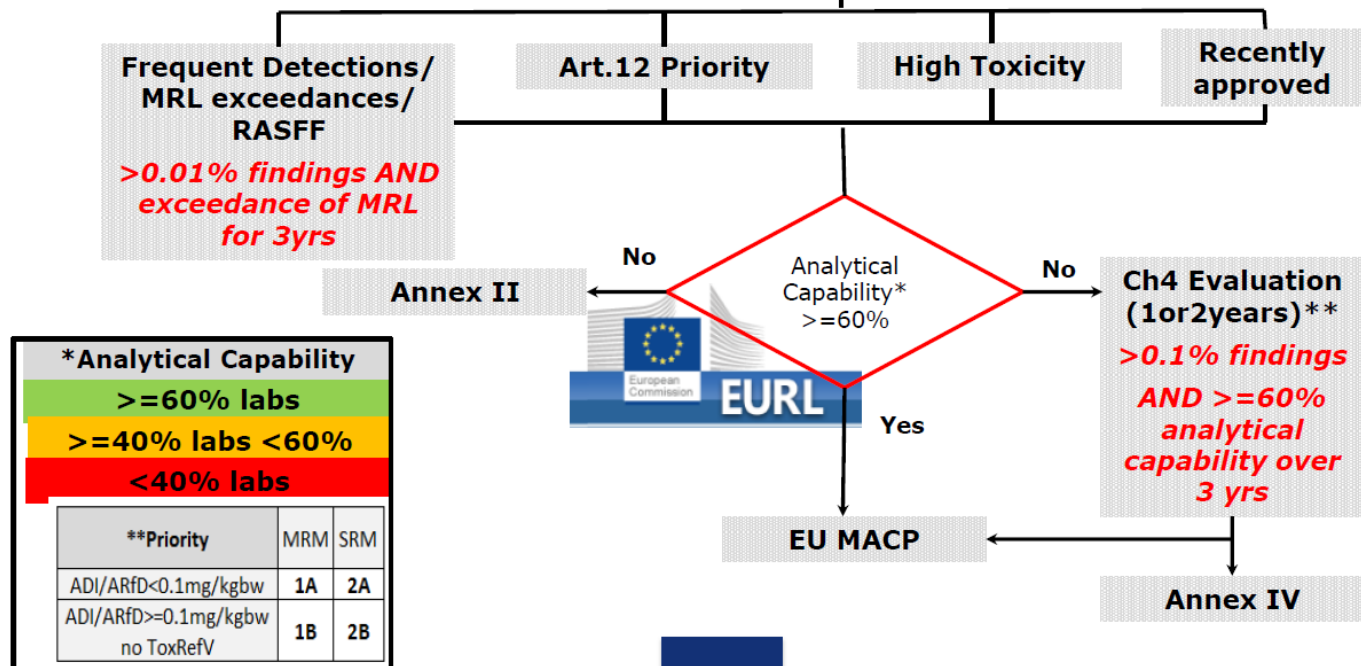 Frequent Detections/
MRL exceedances/
RASFF
>0.01% findings AND
exceedance of MRL
for 3yrs
Art.12 Priority
High Toxicity
Recently
approved
No
Analytical
Capability*
>=60%
No
Annex II
Ch4 Evaluation
(1or2years)**
>0.1% findings
AND >=60%
analytical
capability over
3 yrs
European
Commission
EURL
Yes
EU MACP
Annex IV
*Analytical Capability
>=60% labs
>=40% labs <60%
<40% labs
**Priority MRM SRM
ADI/ARfD<0.1mg/kgbw 1A 2A
ADI/ARfD>=0.1mg/kgbw
no ToxRefV 1B 2B